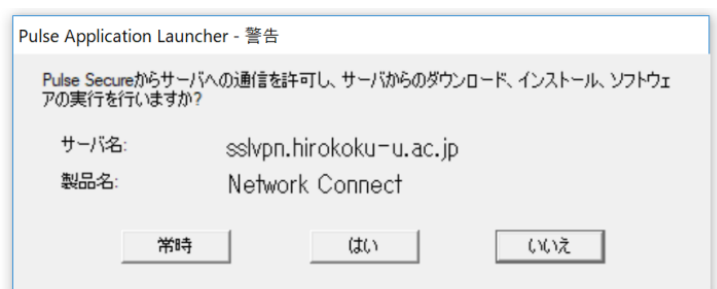 Pulse Application Launcher - 警告
Pulse Secureからサーバへの通信を許可し、サーバからのダウンロード、インストール、ソフトウェ
アの実行を行いますか?
サーバ名: sslvpn.hirokoku-u.ac.jp
製品名: Network Connect
常時 はい いいえ